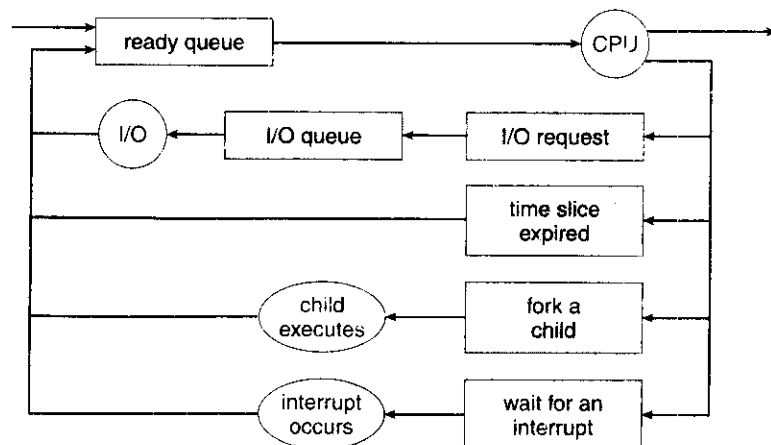 ready queue
CPU
I/O
I/O queue
I/O request
time slice
expired
child
executes
fork a
child
interrupt
occurs
wait for an
interrupt